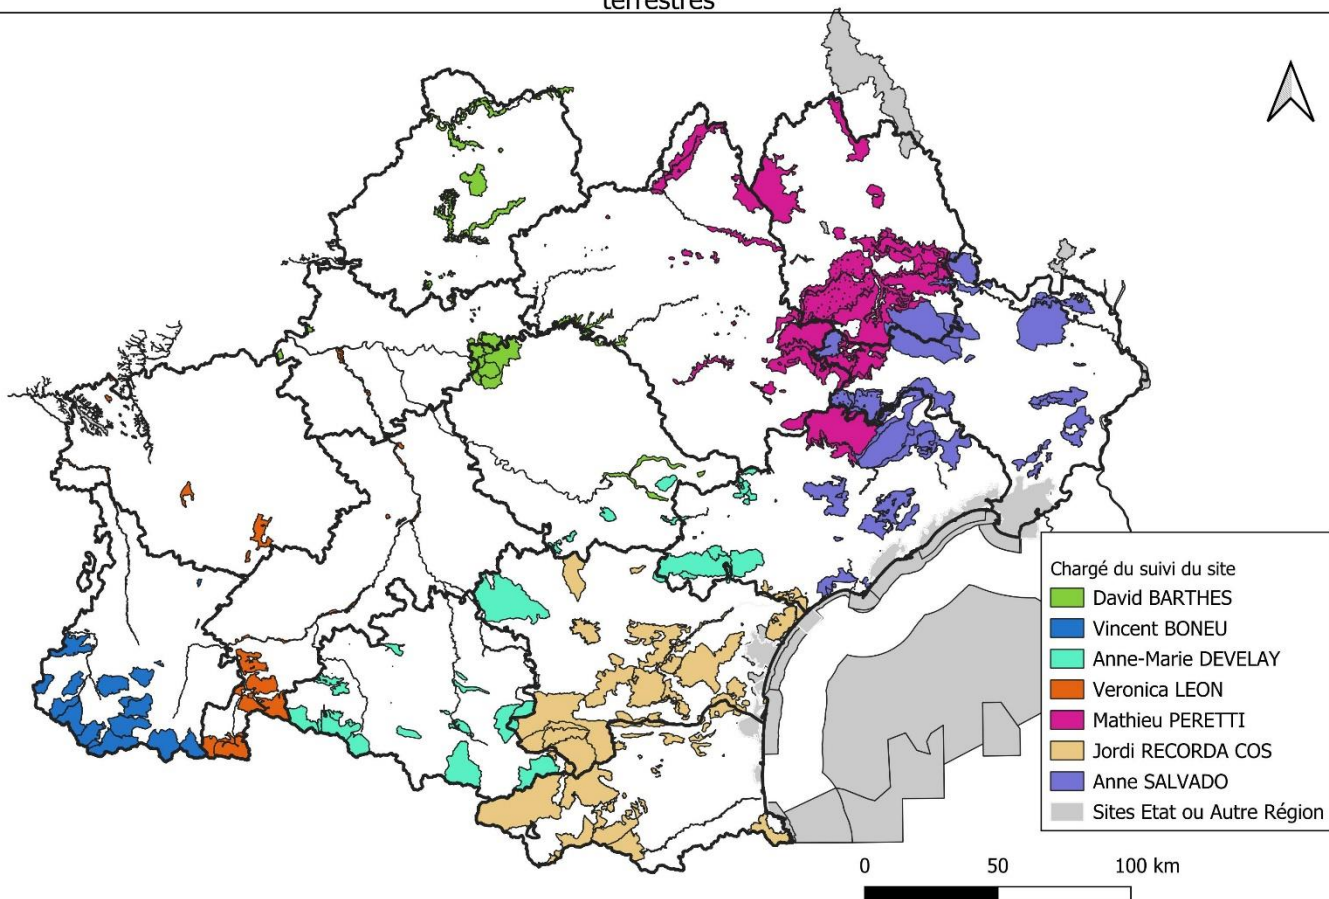 terrestres
Chargé du suivi du site
David BARTHES
Vincent BONEU
Anne-Marie DEVELAY
Veronica LEON
Mathieu PERETTI
Jordi RECORDA COS
Anne SALVADO
Sites Etat ou Autre Région
0 50 100 km